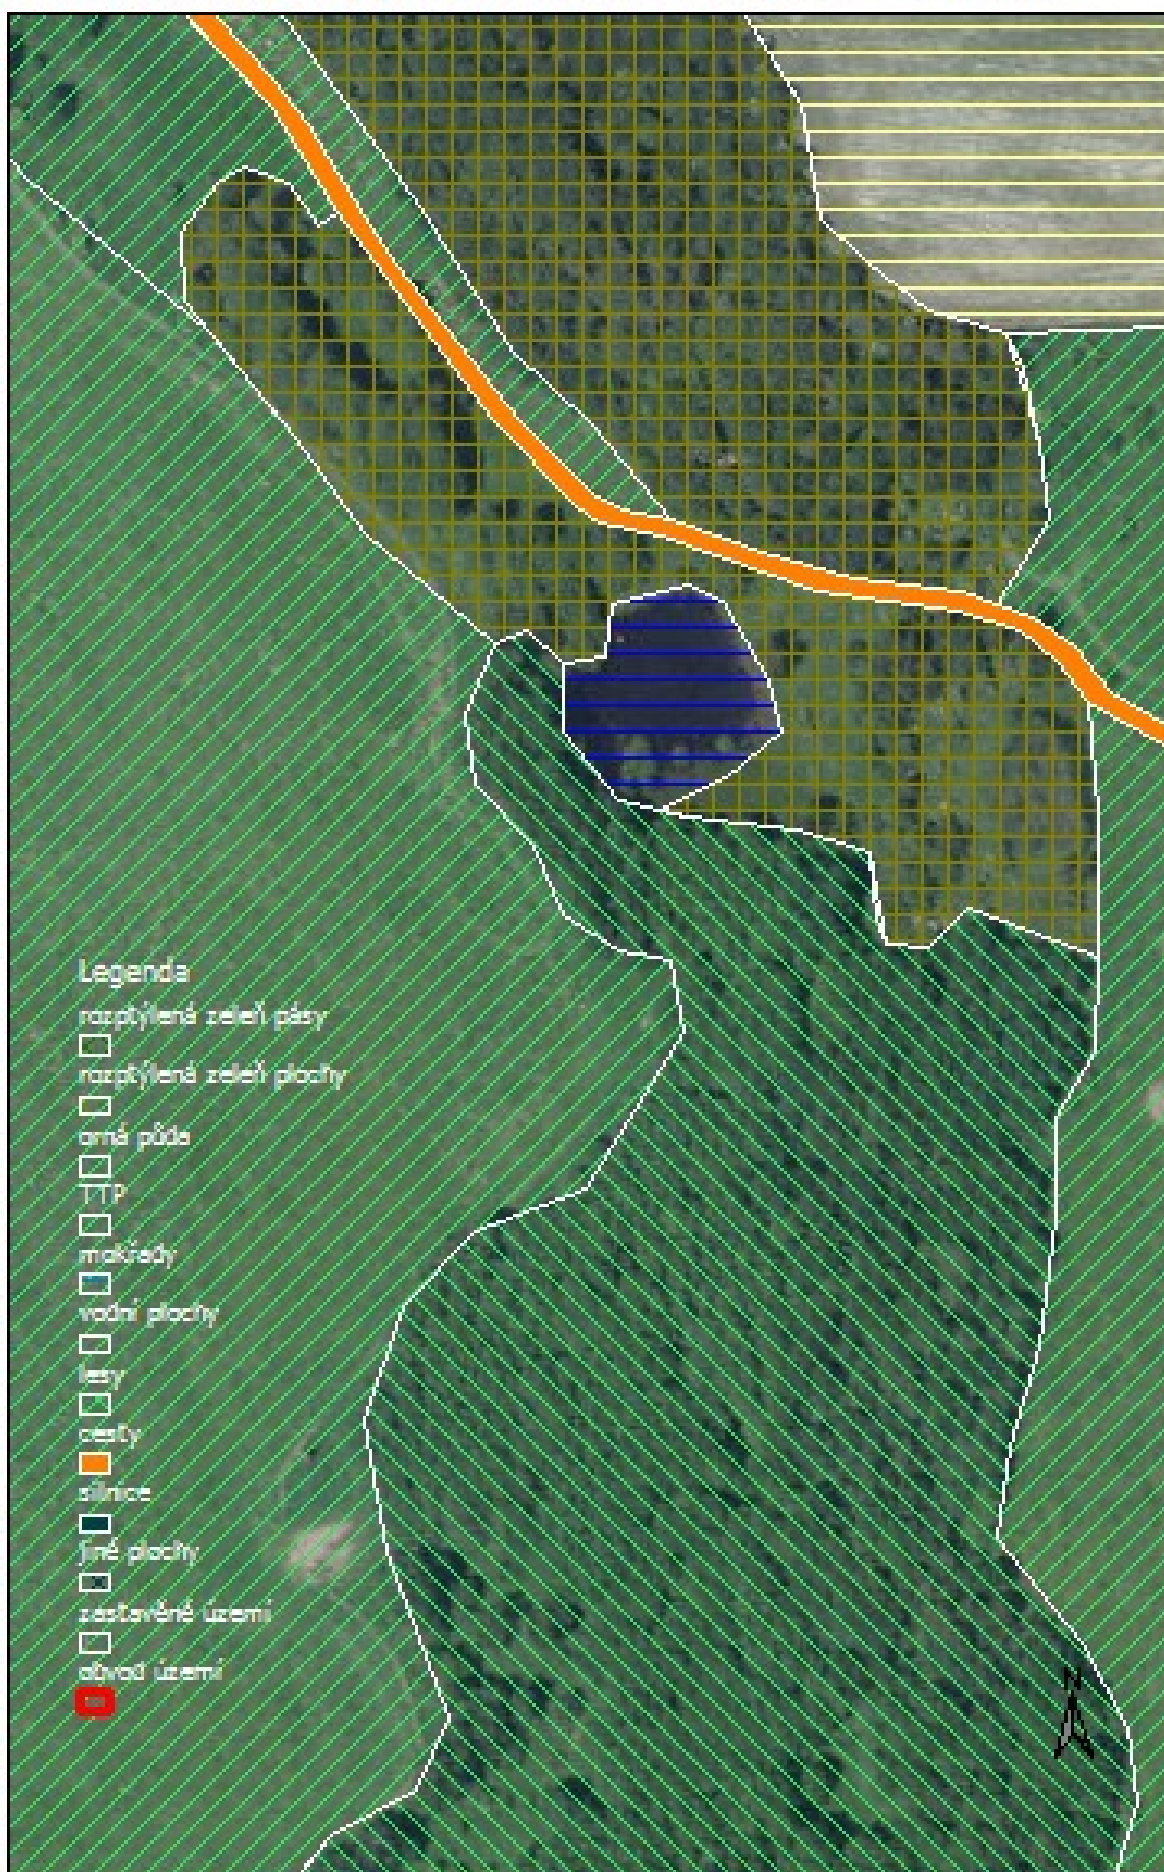 Legenda
rozptýlená zeleň pásy
rozptýlená zeleň plochy
orná půda
TTP
mokřady
vodní plochy
lesy
cesty
silnice
jiné plochy
zastavěné území
obvod území
N